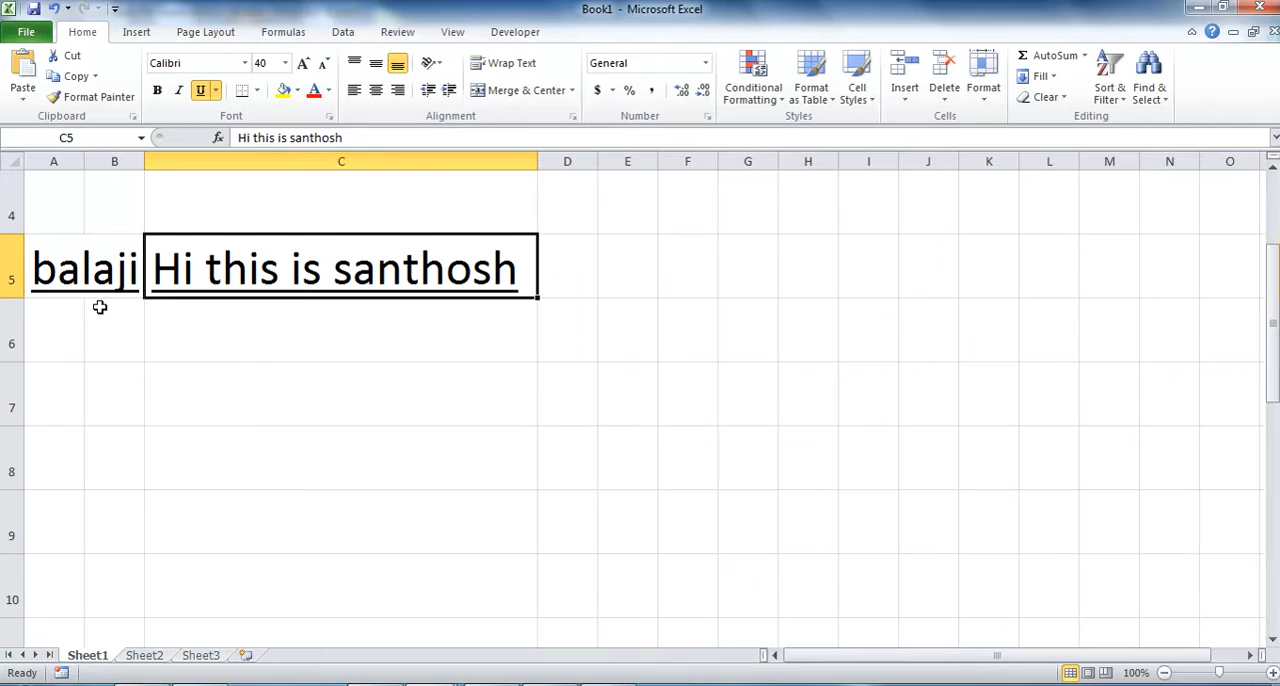 Book1 - Microsoft Excel
File Home Insert Page Layout Formulas Data Review View Developer
Cut
Copy
Format Painter
Paste
Clipboard
Calibri 40
B I U
Font
Wrap Text
Merge & Center
Alignment
General
$ % ,
Number
Conditional Formatting
Format as Table
Cell Styles
Styles
Insert Delete Format
Cells
Σ AutoSum
Fill
Clear
Sort & Filter
Find & Select
Editing
C5 fx Hi this is santhosh
A B C D E F G H I J K L M N O
4
5 balaji Hi this is santhosh
6
7
8
9
10
Sheet1 Sheet2 Sheet3
Ready 100%